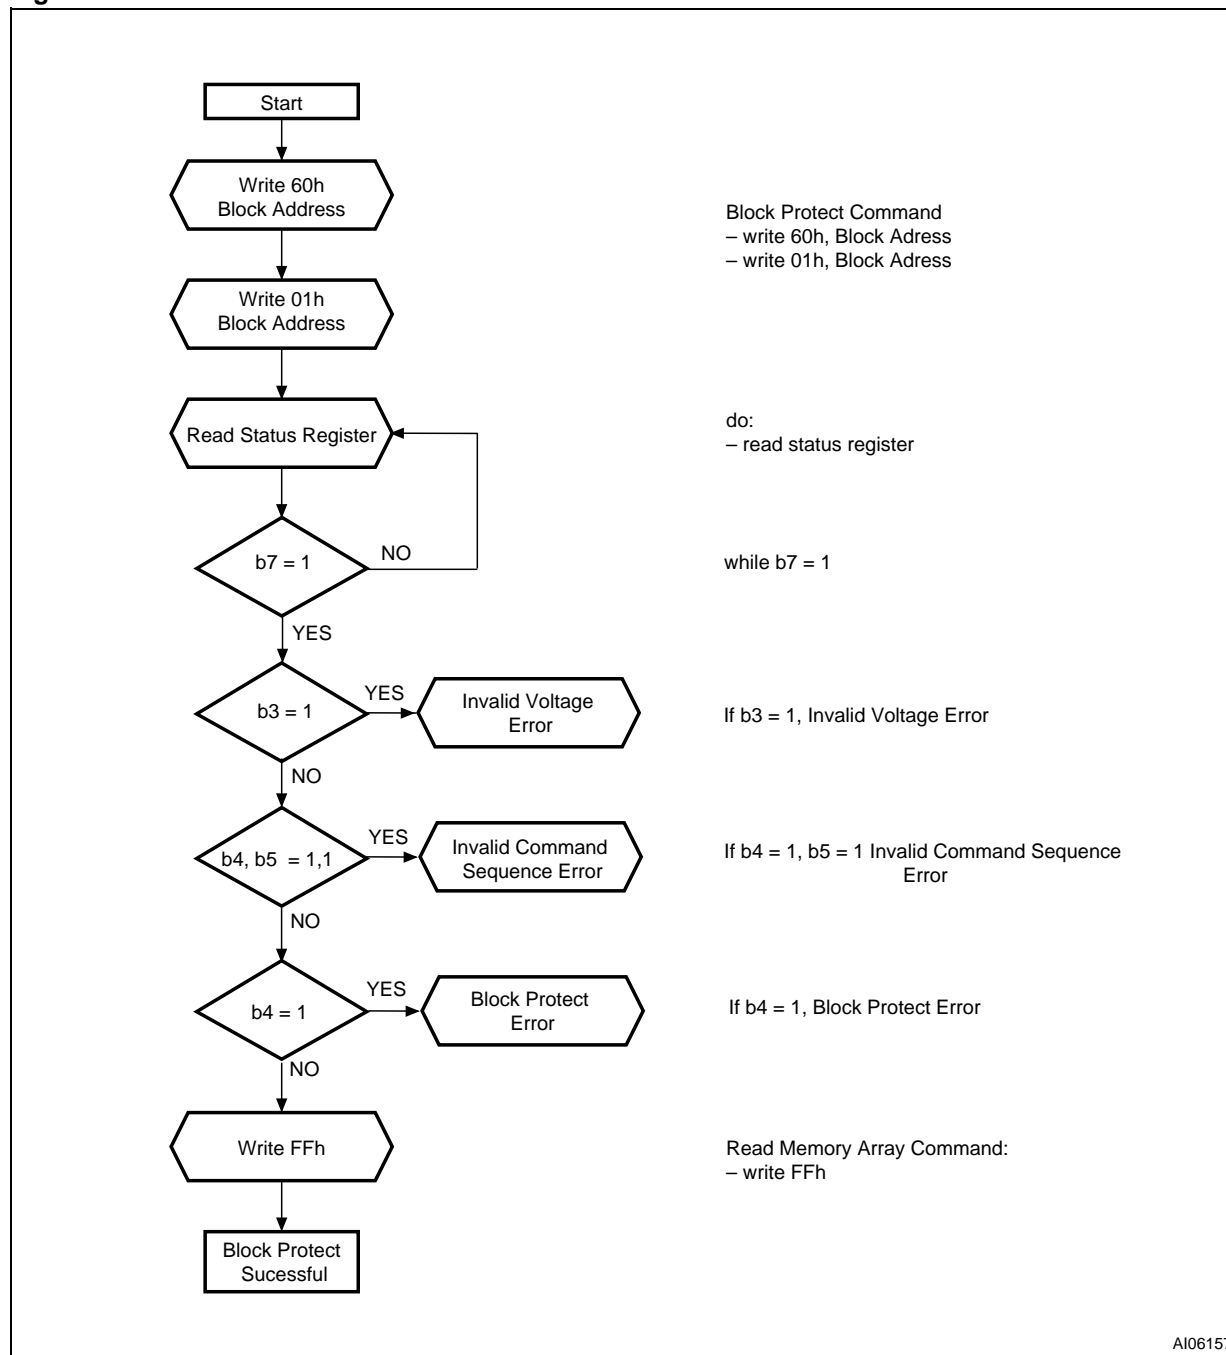 Start
Write 60h
Block Address
Block Protect Command
– write 60h, Block Adress
– write 01h, Block Adress
Write 01h
Block Address
Read Status Register
do:
– read status register
b7 = 1
NO
while b7 = 1
YES
b3 = 1
YES
Invalid Voltage
Error
If b3 = 1, Invalid Voltage Error
NO
b4, b5 = 1,1
YES
Invalid Command
Sequence Error
If b4 = 1, b5 = 1 Invalid Command Sequence
Error
NO
b4 = 1
YES
Block Protect
Error
If b4 = 1, Block Protect Error
NO
Write FFh
Read Memory Array Command:
– write FFh
Block Protect
Sucessful
AI06157